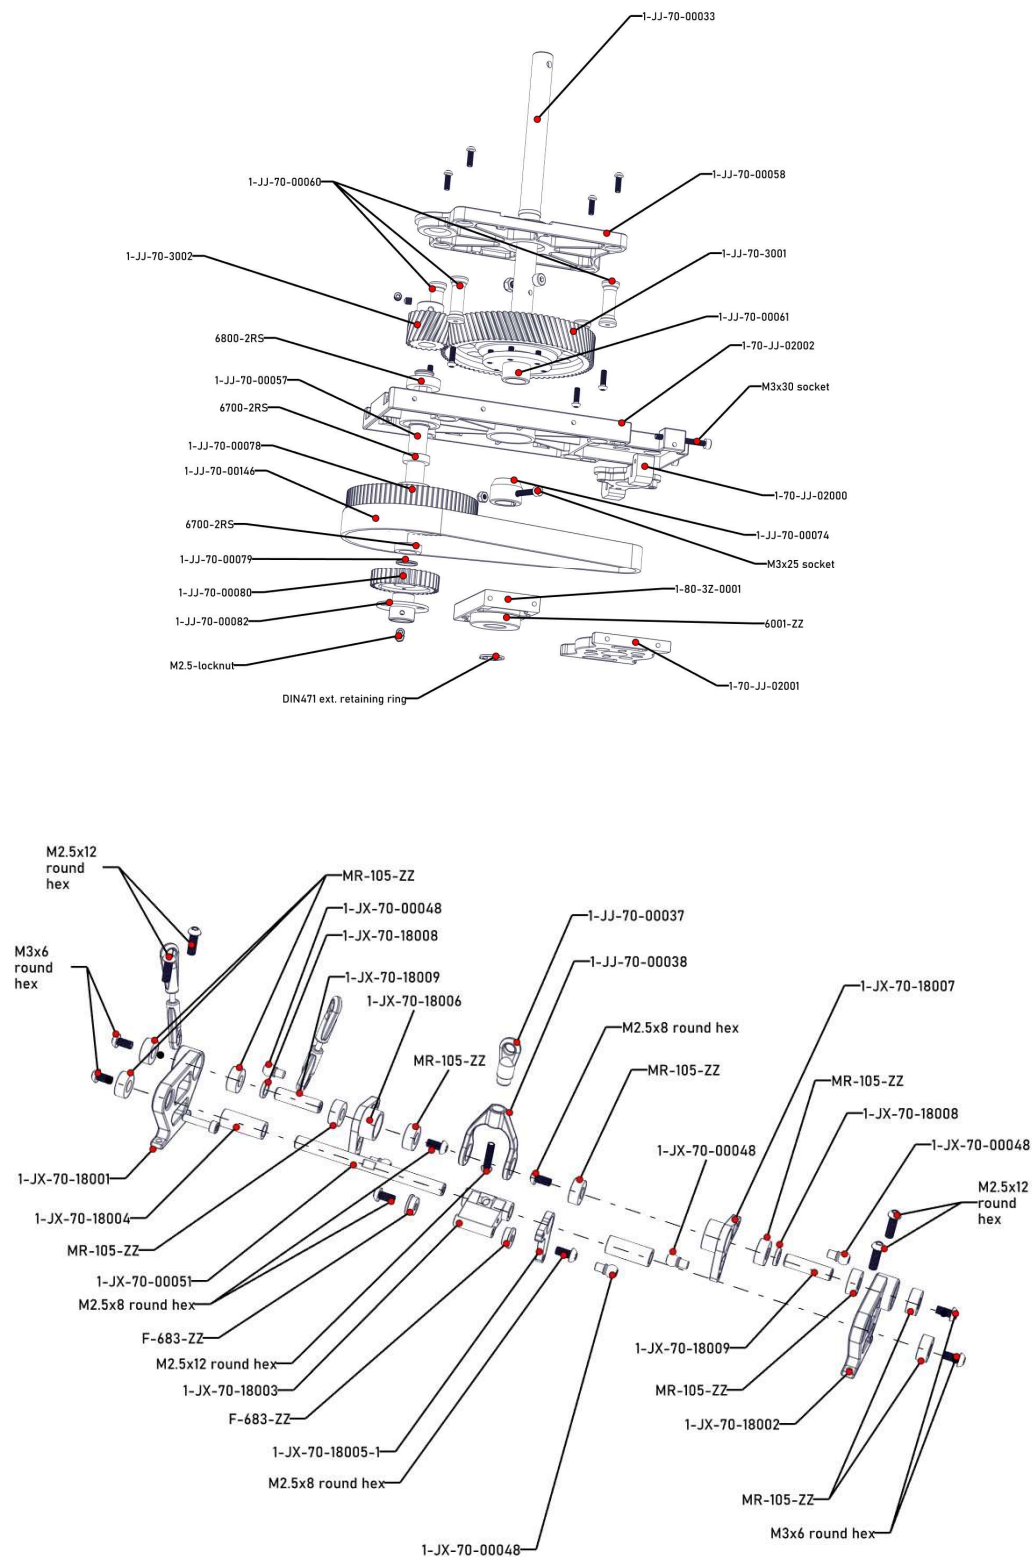 1-JJ-70-00033
1-JJ-70-00058
1-JJ-70-00060
1-JJ-70-3002
1-JJ-70-3001
1-JJ-70-00061
6800-2RS
1-70-JJ-02002
1-JJ-70-00057
M3x30 socket
6700-2RS
1-JJ-70-00078
1-JJ-70-00146
1-70-JJ-02000
6700-2RS
1-JJ-70-00074
1-JJ-70-00079
M3x25 socket
1-80-3Z-0001
1-JJ-70-00080
1-JJ-70-00082
6001-ZZ
M2.5-locknut
1-70-JJ-02001
DIN471 ext. retaining ring
M2.5x12
round
hex
MR-105-ZZ
1-JX-70-00048
1-JJ-70-00037
1-JX-70-18008
M3x6
round
hex
1-JJ-70-00038
1-JX-70-18009
1-JX-70-18007
1-JX-70-18006
M2.5x8 round hex
MR-105-ZZ
MR-105-ZZ
MR-105-ZZ
1-JX-70-18008
1-JX-70-00048
1-JX-70-00048
1-JX-70-18001
M2.5x12
round
hex
1-JX-70-18004
MR-105-ZZ
1-JX-70-00051
M2.5x8 round hex
F-683-ZZ
1-JX-70-18009
M2.5x12 round hex
1-JX-70-18003
MR-105-ZZ
F-683-ZZ
1-JX-70-18002
1-JX-70-18005-1
M2.5x8 round hex
MR-105-ZZ
M3x6 round hex
1-JX-70-00048